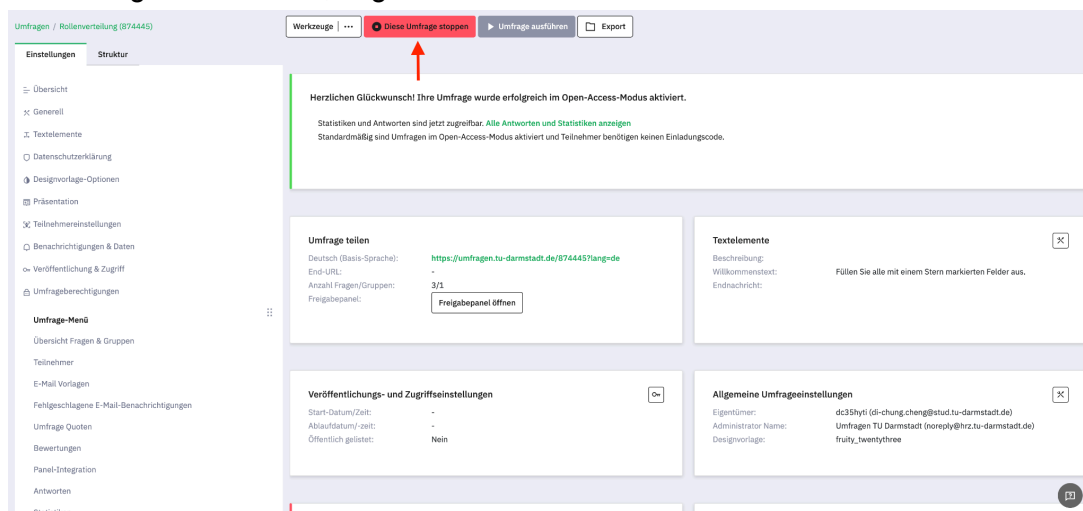 Umfragen / Rollenverteilung (874445)
Werkzeuge | ···
Diese Umfrage stoppen
Umfrage ausführen
Export
Einstellungen
Struktur
Übersicht
Generell
Textelemente
Datenschutzerklärung
Designvorlage-Optionen
Präsentation
Teilnehmereinstellungen
Benachrichtigungen & Daten
Veröffentlichung & Zugriff
Umfrageberechtigungen
Umfrage-Menü
Übersicht Fragen & Gruppen
Teilnehmer
E-Mail Vorlagen
Fehlgeschlagene E-Mail-Benachrichtigungen
Umfrage Quoten
Bewertungen
Panel-Integration
Antworten
Herzlichen Glückwunsch! Ihre Umfrage wurde erfolgreich im Open-Access-Modus aktiviert.
Statistiken und Antworten sind jetzt zugreifbar. Alle Antworten und Statistiken anzeigen
Standardmäßig sind Umfragen im Open-Access-Modus aktiviert und Teilnehmer benötigen keinen Einladungscode.
Umfrage teilen
Deutsch (Basis-Sprache): https://umfragen.tu-darmstadt.de/874445?lang=de
End-URL: -
Anzahl Fragen/Gruppen: 3/1
Freigabepanel: Freigabepanel öffnen
Textelemente
Beschreibung:
Willkommenstext: Füllen Sie alle mit einem Stern markierten Felder aus.
Endnachricht:
Veröffentlichungs- und Zugriffseinstellungen
Start-Datum/Zeit: -
Ablaufdatum/-zeit: -
Öffentlich gelistet: Nein
Allgemeine Umfrageeinstellungen
Eigentümer: dc35hyti (di-chung.cheng@stud.tu-darmstadt.de)
Administrator Name: Umfragen TU Darmstadt (noreply@hrz.tu-darmstadt.de)
Designvorlage: fruity_twentythree